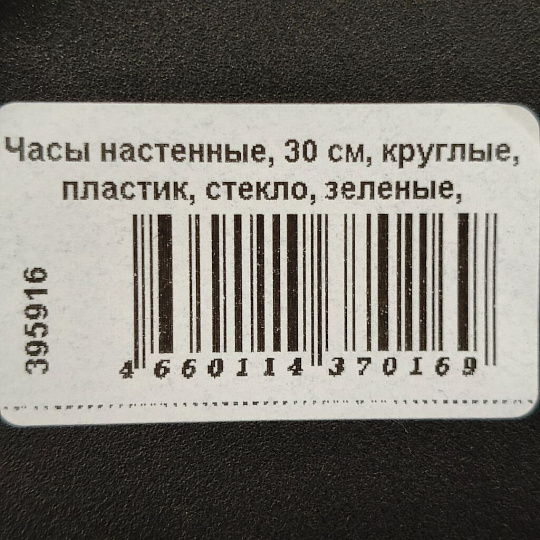 Часы настенные, 30 см, круглые,
пластик, стекло, зеленые,
395916
4 660114 370169